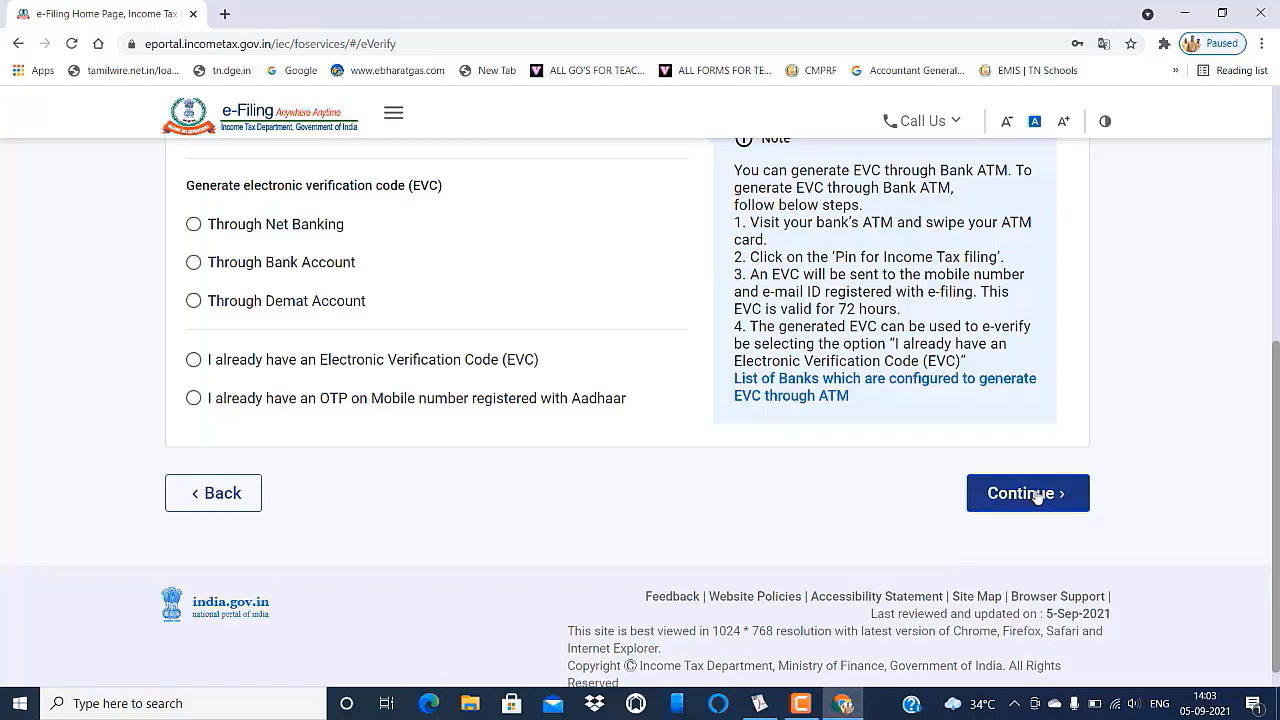 e-Filing Home Page, Income Tax
eportal.incometax.gov.in/iec/foservices/#/eVerify
Paused
Apps
tamilwire.net/in/loa...
tn.dge.in
Google
www.ebharatgas.com
New Tab
ALL GO'S FOR TEAC...
ALL FORMS FOR TE...
CMPRF
Accountant General...
EMIS | TN Schools
»
Reading list
e-Filing Anywhere Anytime
Income Tax Department, Government of India
Call Us
A-
A
A+
Note
Generate electronic verification code (EVC)
Through Net Banking
Through Bank Account
Through Demat Account
I already have an Electronic Verification Code (EVC)
I already have an OTP on Mobile number registered with Aadhaar
You can generate EVC through Bank ATM. To
generate EVC through Bank ATM,
follow below steps.
1. Visit your bank's ATM and swipe your ATM
card.
2. Click on the 'Pin for Income Tax filing'.
3. An EVC will be sent to the mobile number
and e-mail ID registered with e-filing. This
EVC is valid for 72 hours.
4. The generated EVC can be used to e-verify
be selecting the option "I already have an
Electronic Verification Code (EVC)"
List of Banks which are configured to generate
EVC through ATM
‹ Back
Continue ›
india.gov.in
national portal of india
Feedback | Website Policies | Accessibility Statement | Site Map | Browser Support |
Last reviewed and updated on : 5-Sep-2021
This site is best viewed in 1024 * 768 resolution with latest version of Chrome, Firefox, Safari and
Internet Explorer.
Copyright © Income Tax Department, Ministry of Finance, Government of India. All Rights
Reserved
Type here to search
34°C
ENG
14:03
05-09-2021